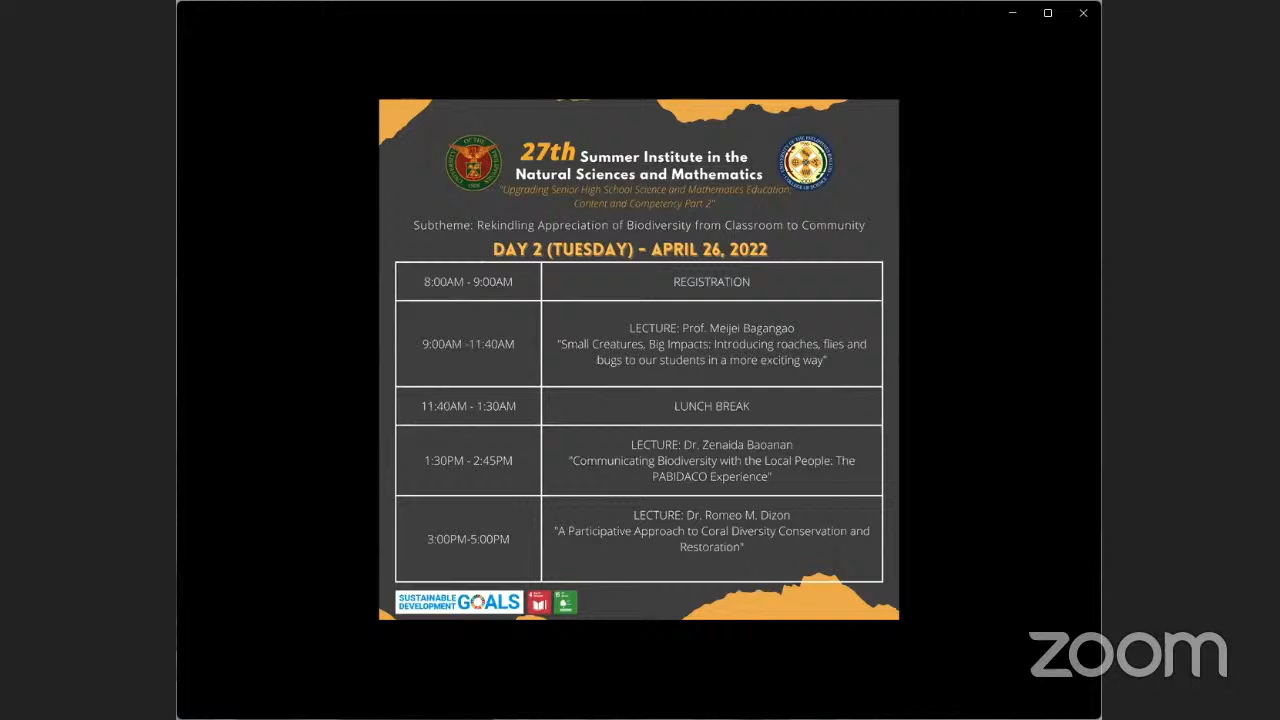 27th Summer Institute in the
Natural Sciences and Mathematics
"Upgrading Senior High School Science and Mathematics Education:
Content and Competency Part 2"
Subtheme: Rekindling Appreciation of Biodiversity from Classroom to Community
DAY 2 (TUESDAY) - APRIL 26, 2022
8:00AM - 9:00AM
REGISTRATION
9:00AM -11:40AM
LECTURE: Prof. Meijei Bagangao
"Small Creatures, Big Impacts: Introducing roaches, flies and
bugs to our students in a more exciting way"
11:40AM - 1:30AM
LUNCH BREAK
1:30PM - 2:45PM
LECTURE: Dr. Zenaida Baoanan
"Communicating Biodiversity with the Local People: The
PABIDACO Experience"
3:00PM-5:00PM
LECTURE: Dr. Romeo M. Dizon
"A Participative Approach to Coral Diversity Conservation and
Restoration"
SUSTAINABLE
DEVELOPMENT GOALS
zoom